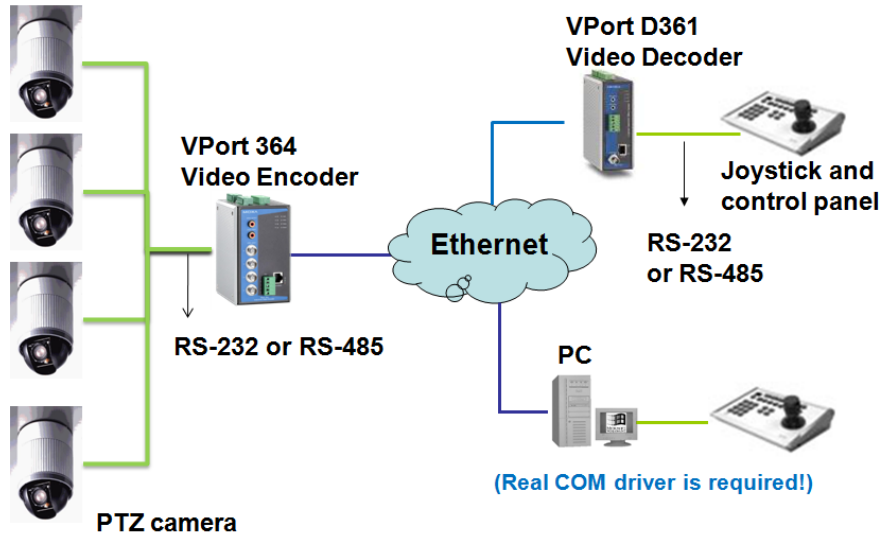 VPort D361
Video Decoder
VPort 364
Video Encoder
Joystick and
control panel
Ethernet
RS-232
or RS-485
RS-232 or RS-485
PC
(Real COM driver is required!)
PTZ camera